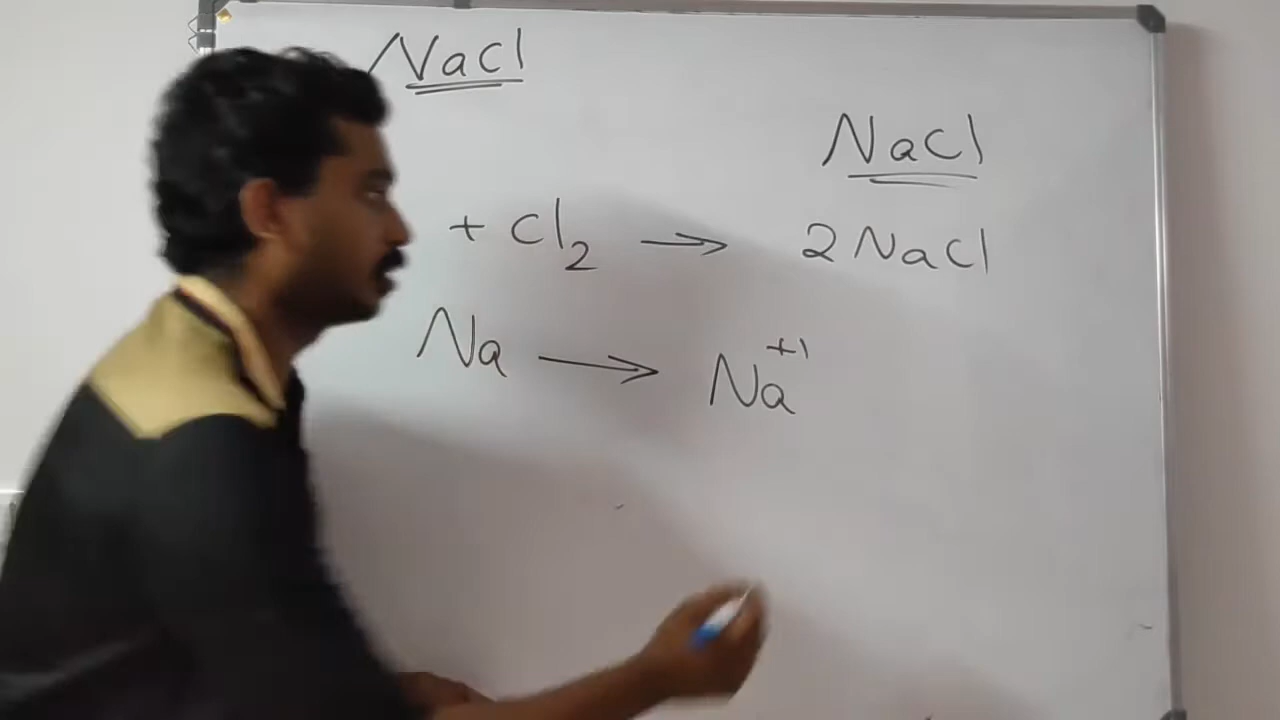 NaCl
NaCl
+ Cl₂ → 2NaCl
Na → Na⁺¹